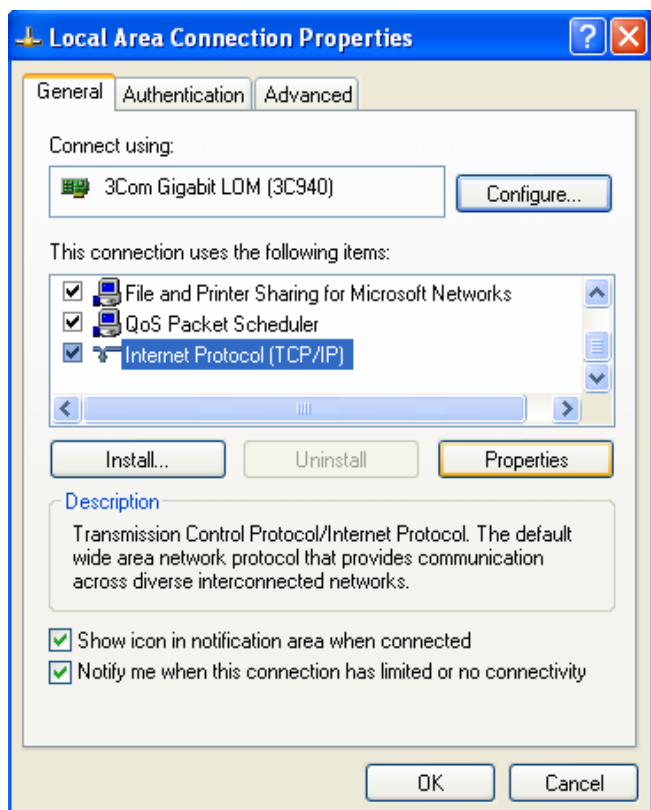 Local Area Connection Properties
General Authentication Advanced
Connect using:
3Com Gigabit LOM (3C940)
Configure...
This connection uses the following items:
File and Printer Sharing for Microsoft Networks
QoS Packet Scheduler
Internet Protocol (TCP/IP)
Install... Uninstall Properties
Description
Transmission Control Protocol/Internet Protocol. The default
wide area network protocol that provides communication
across diverse interconnected networks.
Show icon in notification area when connected
Notify me when this connection has limited or no connectivity
OK Cancel